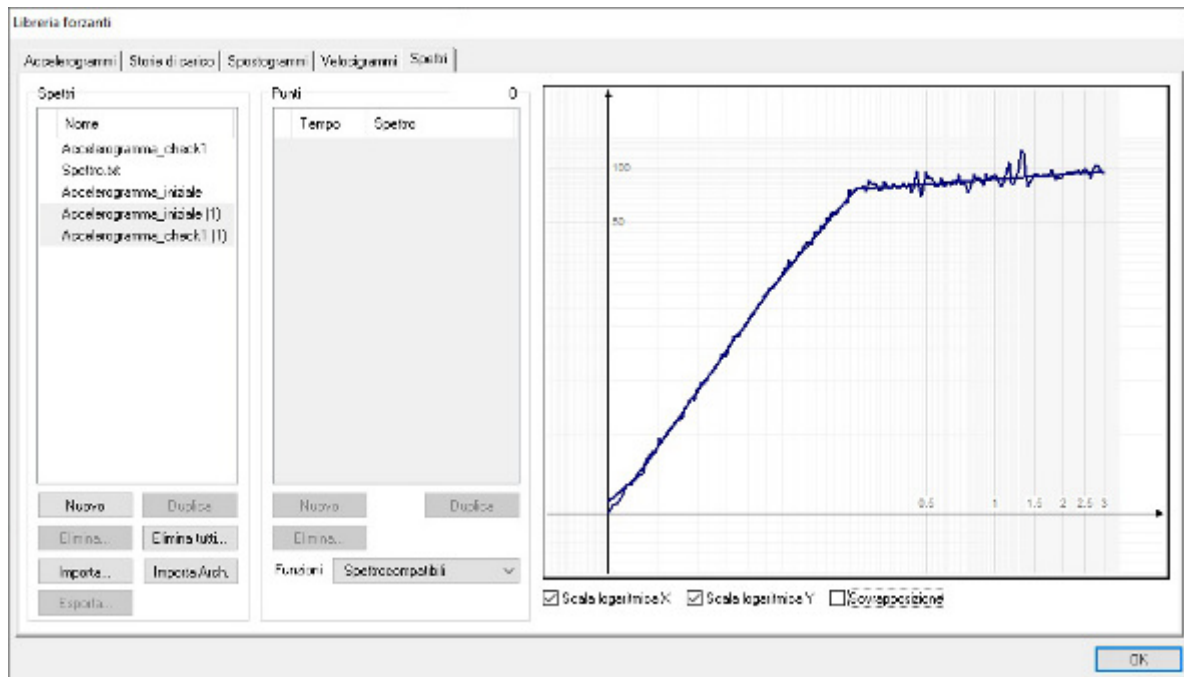 Libreria forzanti
Accelerogrammi
Storie di carico
Spostogrammi
Velocigrammi
Spettri
Spettri
Nome
Accelerogramma_check1
Spettro.txt
Accelerogramma_iniziale
Accelerogramma_iniziale (1)
Accelerogramma_check1 (1)
Nuovo
Duplica
Elimina...
Elimina tutti...
Importa...
Importa Arch.
Esporta...
Punti
0
Tempo
Spettro
Nuovo
Duplica
Elimina...
Funzioni
Spettrocompatibili
100
50
0.5
1
1.5
2
2.5
3
Scala logaritmica X
Scala logaritmica Y
Sovrapposizione
OK